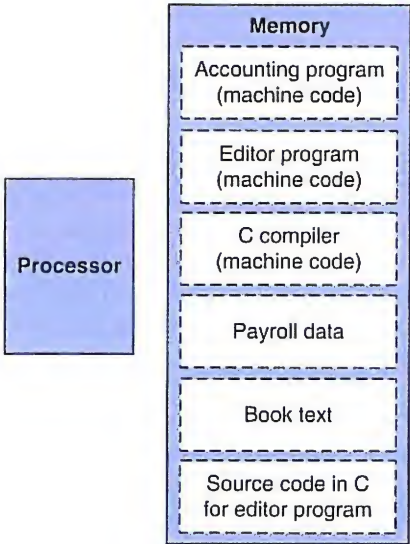 Memory
Accounting program
(machine code)
Editor program
(machine code)
C compiler
(machine code)
Processor
Payroll data
Book text
Source code in C
for editor program